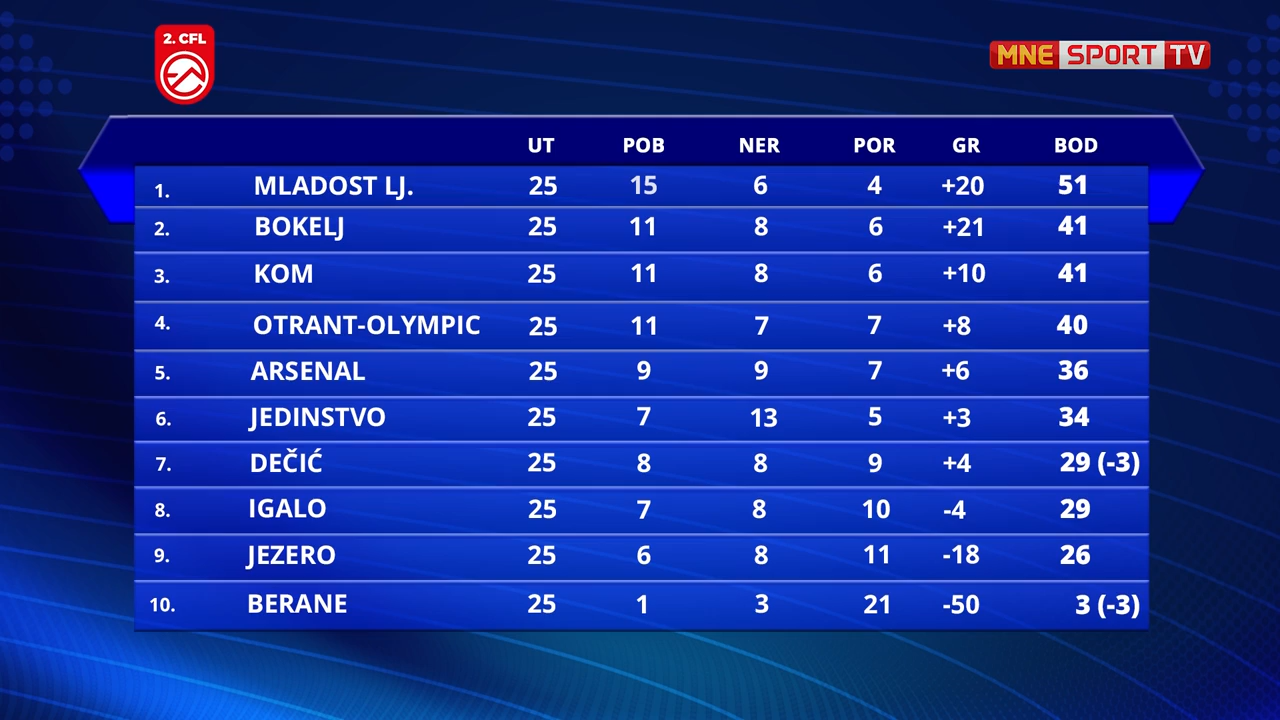 2. CFL
MNE SPORT TV
UT POB NER POR GR BOD
1. MLADOST LJ. 25 15 6 4 +20 51
2. BOKELJ 25 11 8 6 +21 41
3. KOM 25 11 8 6 +10 41
4. OTRANT-OLYMPIC 25 11 7 7 +8 40
5. ARSENAL 25 9 9 7 +6 36
6. JEDINSTVO 25 7 13 5 +3 34
7. DEČIĆ 25 8 8 9 +4 29 (-3)
8. IGALO 25 7 8 10 -4 29
9. JEZERO 25 6 8 11 -18 26
10. BERANE 25 1 3 21 -50 3 (-3)